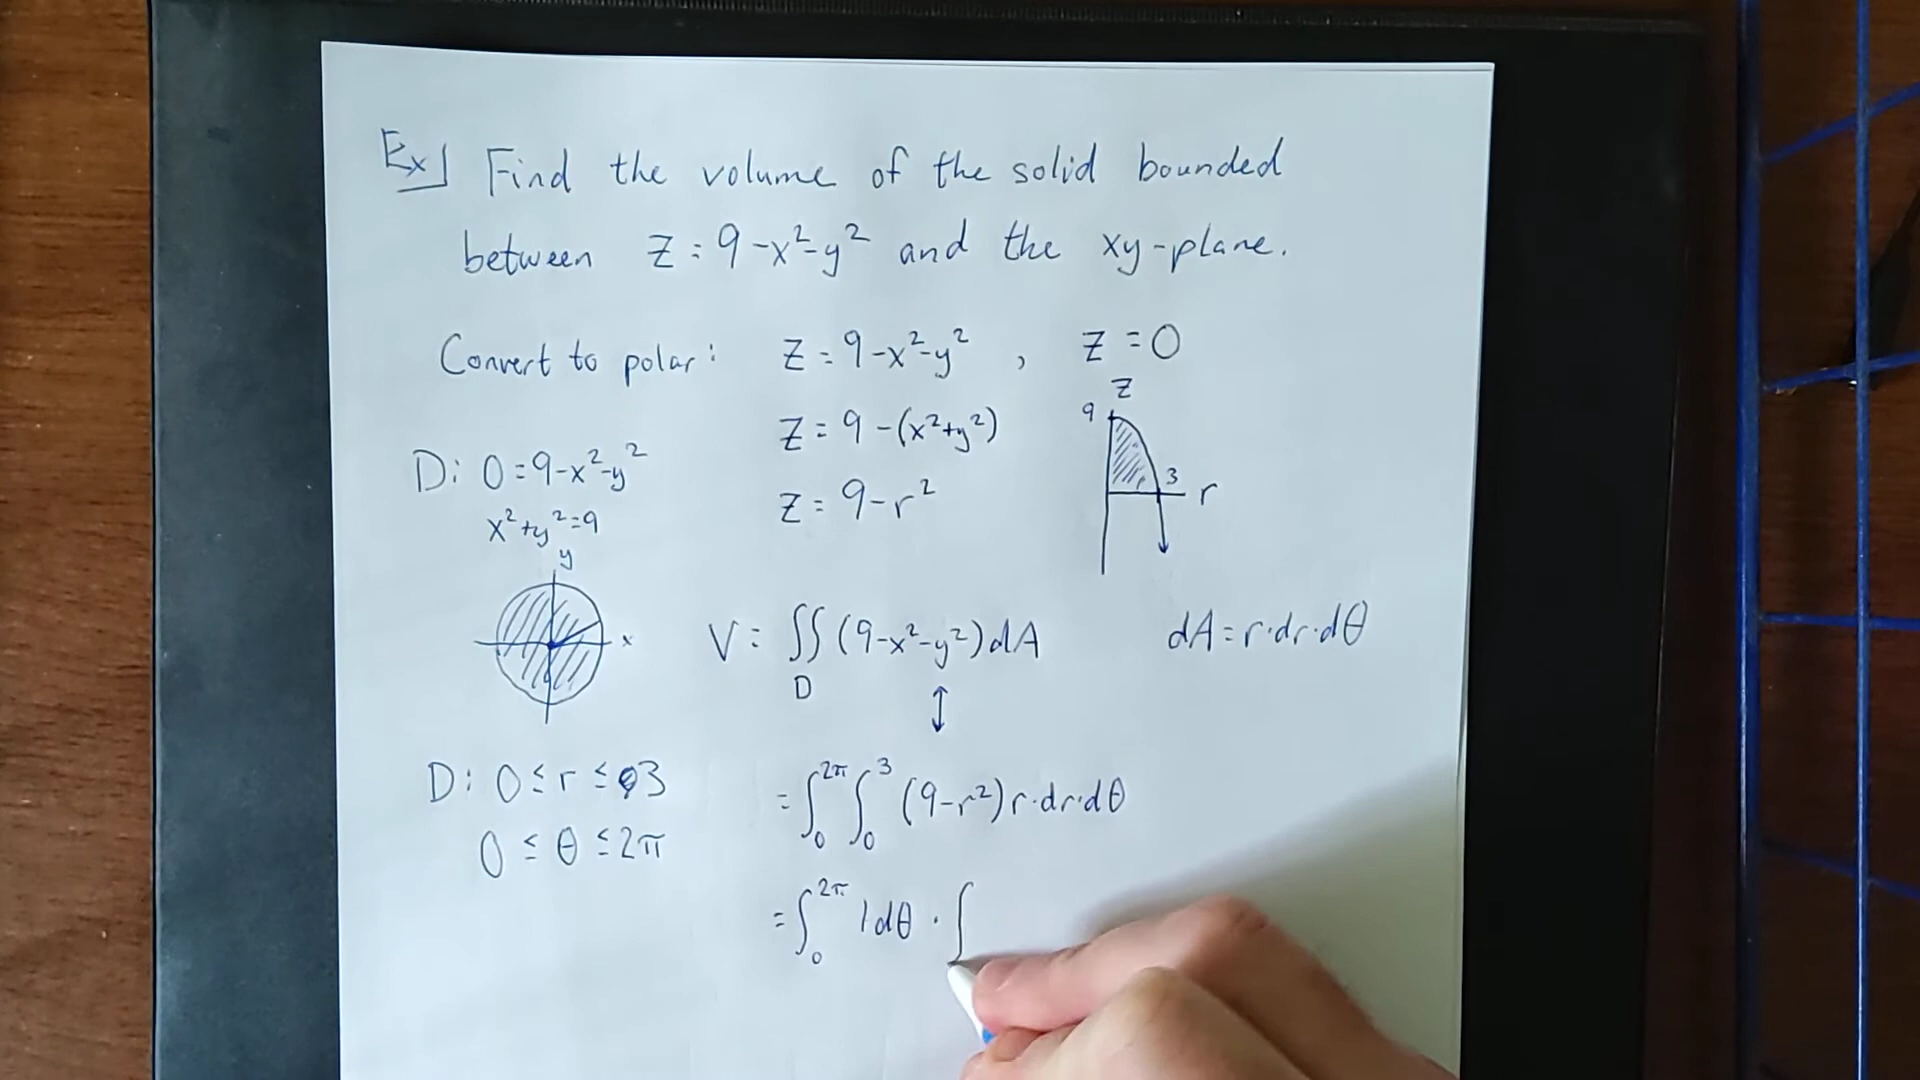 Ex] Find the volume of the solid bounded
between z = 9-x²-y² and the xy-plane.
Convert to polar: z = 9-x²-y² , z = 0
z = 9-(x²+y²)
z = 9-r²
z
9
3
r
D: 0=9-x²-y²
x²+y²=9
y
x
V = ∬ (9-x²-y²)dA
D
↕
dA = r·dr·dθ
D: 0 ≤ r ≤ 3
0 ≤ θ ≤ 2π
= ∫₀^2π ∫₀^3 (9-r²) r·dr·dθ
= ∫₀^2π 1dθ · ∫